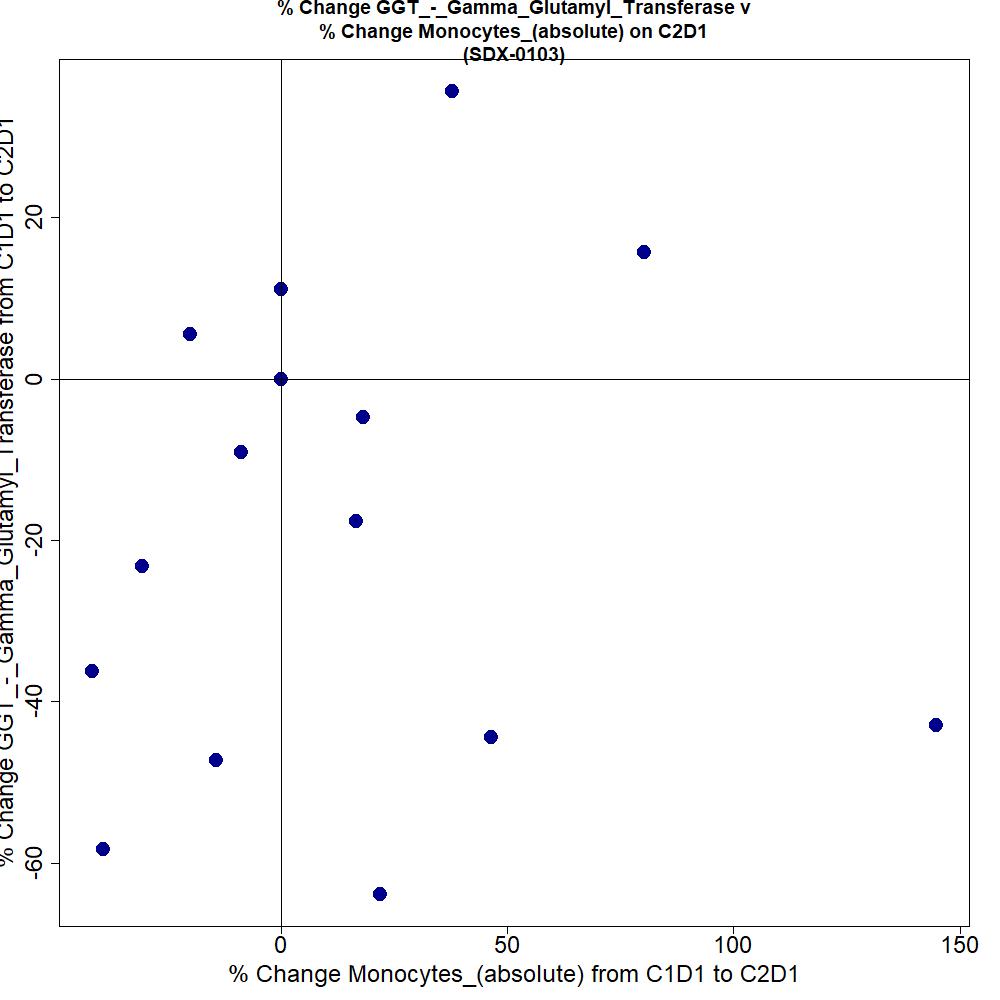 % Change GGT_-_Gamma_Glutamyl_Transferase v
% Change Monocytes_(absolute) on C2D1
(SDX-0103)
% Change GGT_-_Gamma_Glutamyl_Transferase from C1D1 to C2D1
20
0
-20
-40
-60
0 50 100 150
% Change Monocytes_(absolute) from C1D1 to C2D1